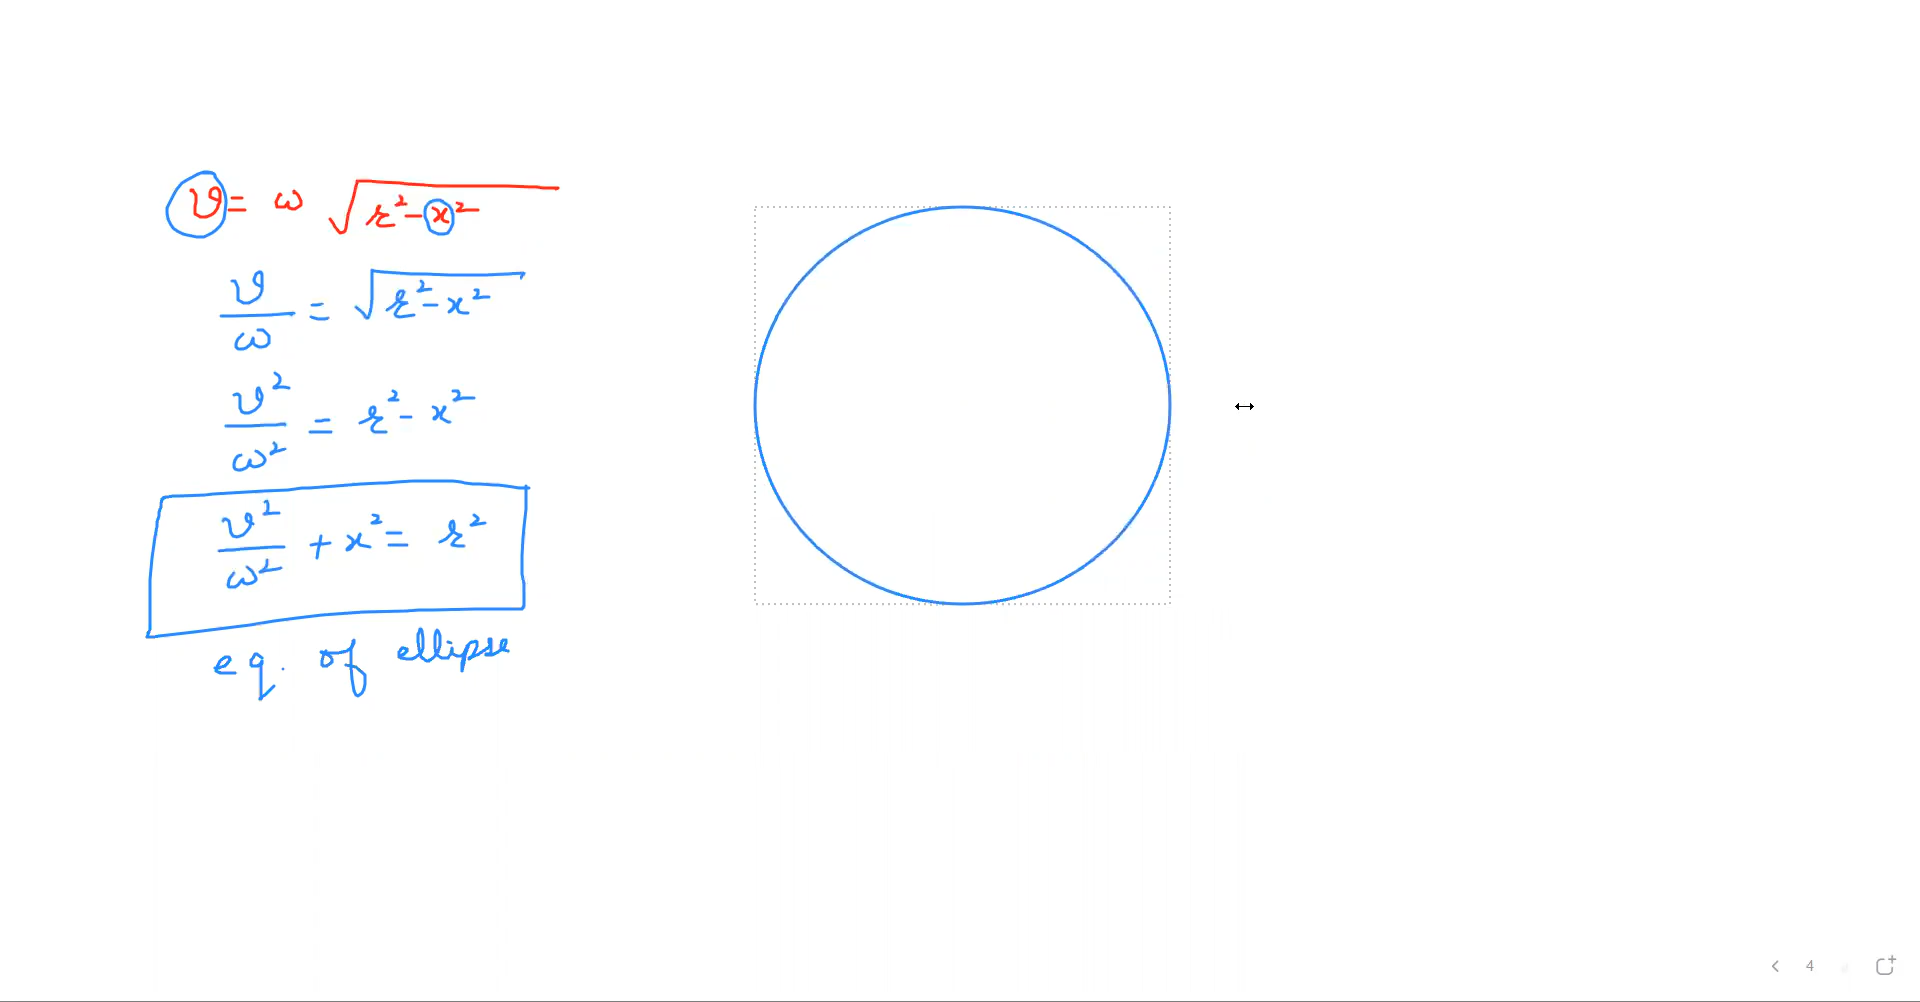 v = ω √(r² - x²)
v/ω = √(r² - x²)
v²/ω² = r² - x²
v²/ω² + x² = r²
eq. of ellipse
4